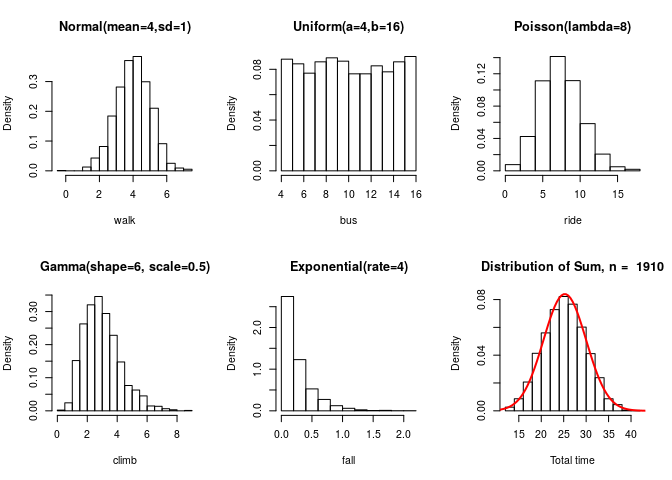 Normal(mean=4,sd=1)
Density
0.0 0.1 0.2 0.3
0 2 4 6
walk
Uniform(a=4,b=16)
Density
0.00 0.04 0.08
4 6 8 10 12 14 16
bus
Poisson(lambda=8)
Density
0.00 0.04 0.12
0 5 10 15
ride
Gamma(shape=6, scale=0.5)
Density
0.00 0.10 0.20 0.30
0 2 4 6 8
climb
Exponential(rate=4)
Density
0.0 1.0 2.0
0.0 0.5 1.0 1.5 2.0
fall
Distribution of Sum, n =  1910
Density
0.00 0.04 0.08
15 20 25 30 35 40
Total time